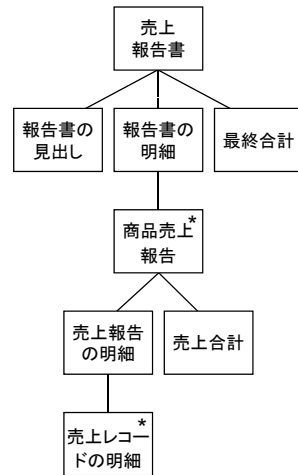 売上
報告書
報告書の
見出し
報告書の
明細
最終合計
商品売上*
報告
売上報告
の明細
売上合計
売上レコー*
ドの明細